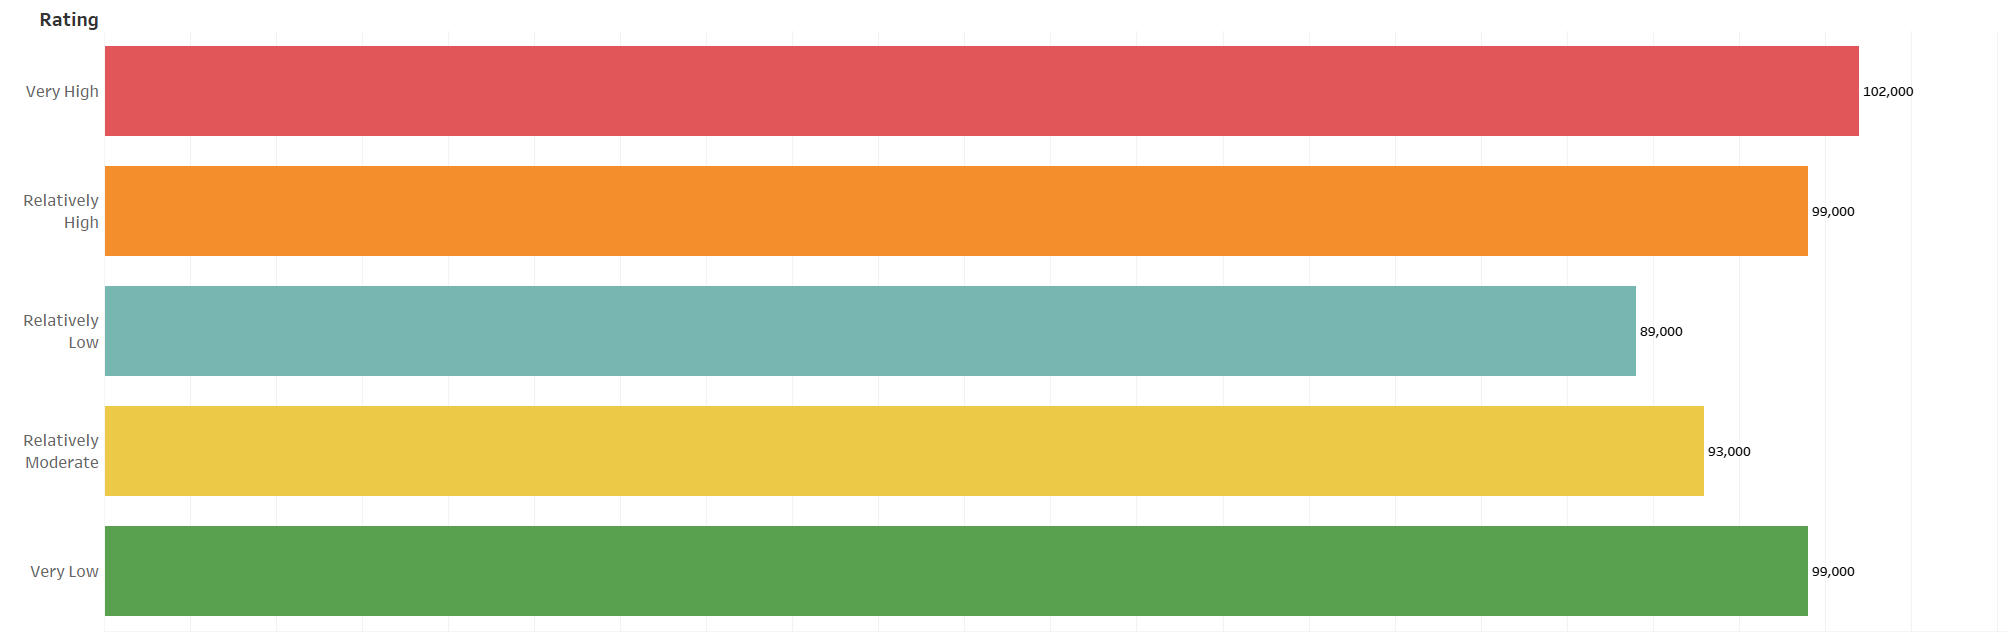 Rating
Very High
102,000
Relatively
High
99,000
Relatively
Low
89,000
Relatively
Moderate
93,000
Very Low
99,000